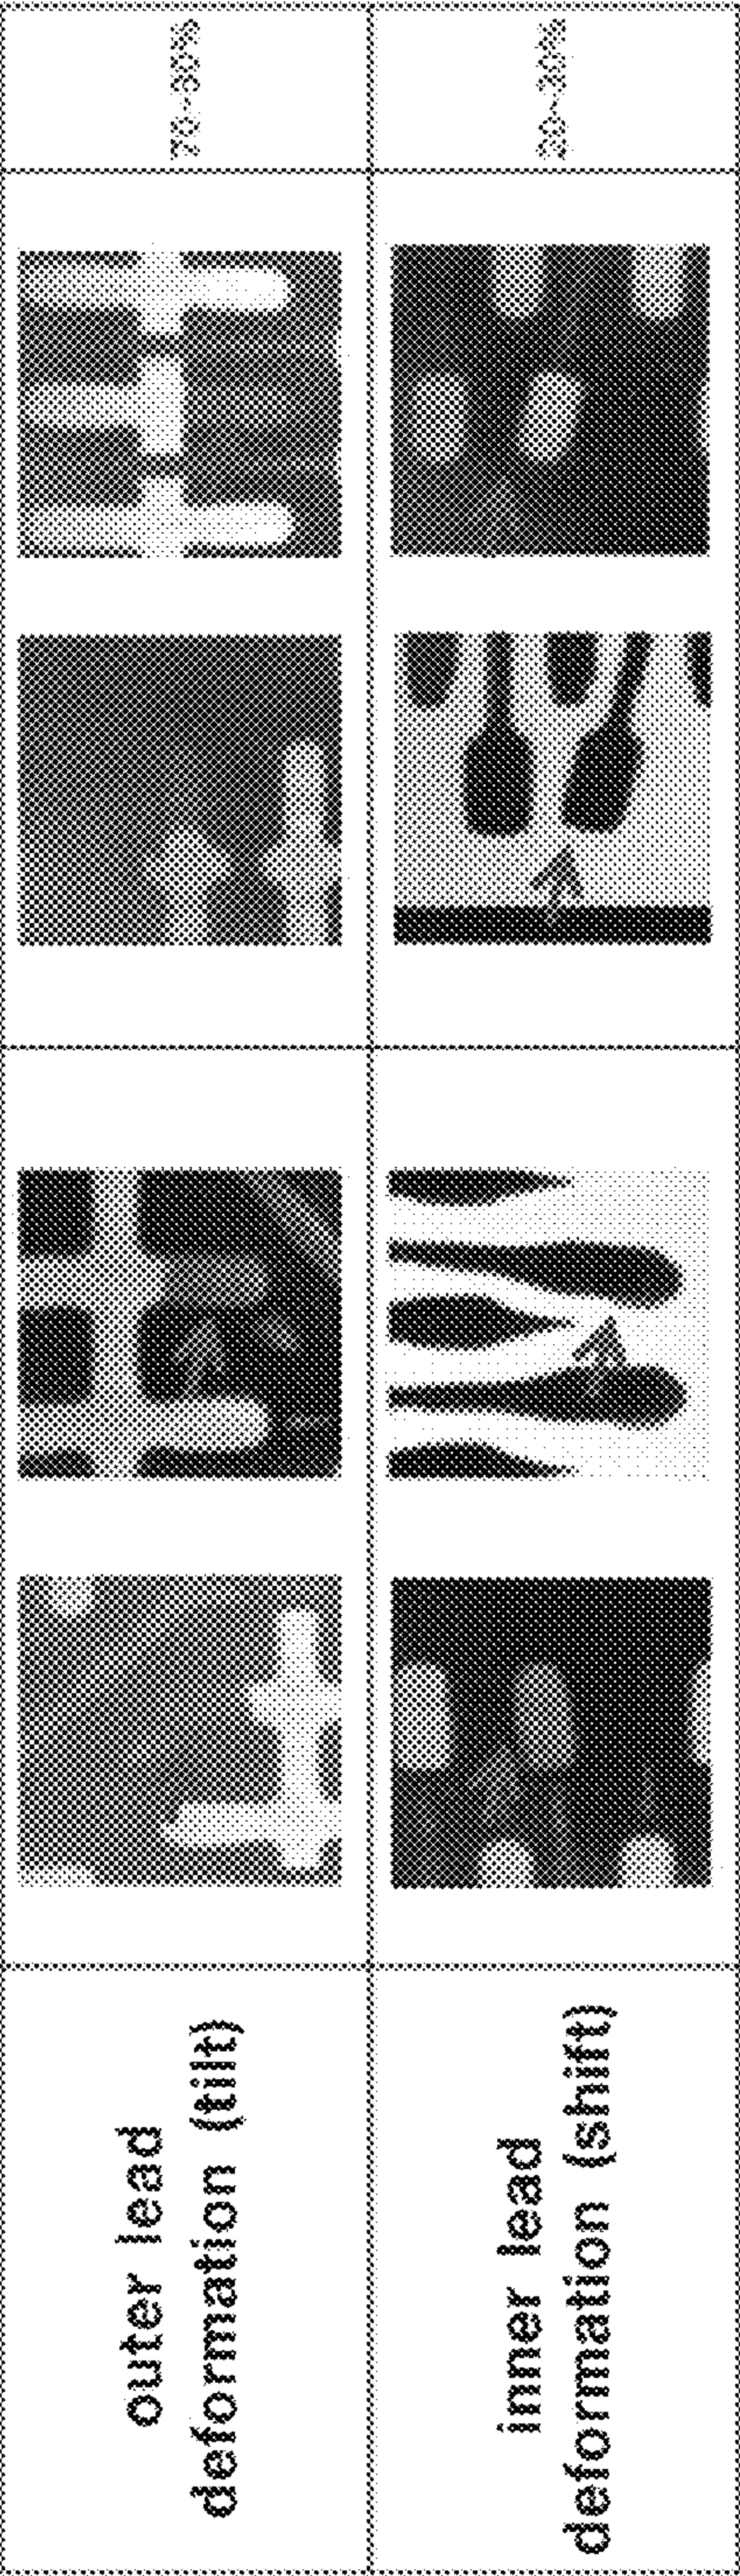 outer lead
deformation (tilt)
inner lead
deformation (shift)